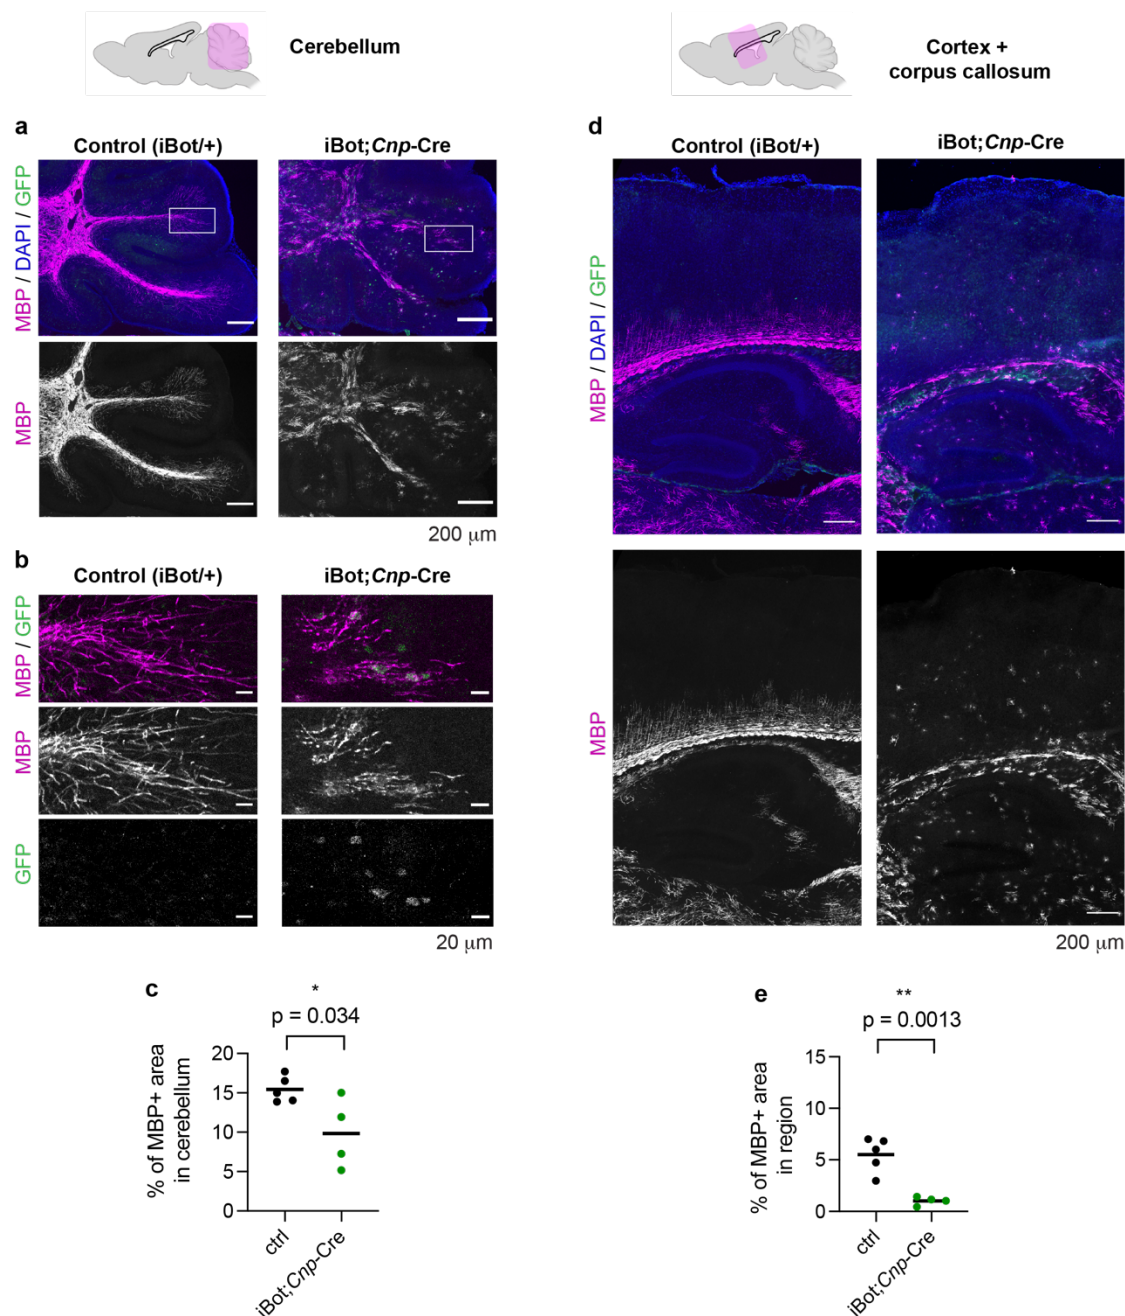 Cerebellum
Cortex +
corpus callosum
a
Control (iBot/+)
iBot;Cnp-Cre
MBP / DAPI / GFP
MBP
200 μm
b
Control (iBot/+)
iBot;Cnp-Cre
MBP / GFP
MBP
GFP
20 μm
c
*
p = 0.034
% of MBP+ area
in cerebellum
20
15
10
5
0
ctrl
iBot;Cnp-Cre
d
Control (iBot/+)
iBot;Cnp-Cre
MBP / DAPI / GFP
MBP
200 μm
e
**
p = 0.0013
% of MBP+ area
in region
15
10
5
0
ctrl
iBot;Cnp-Cre